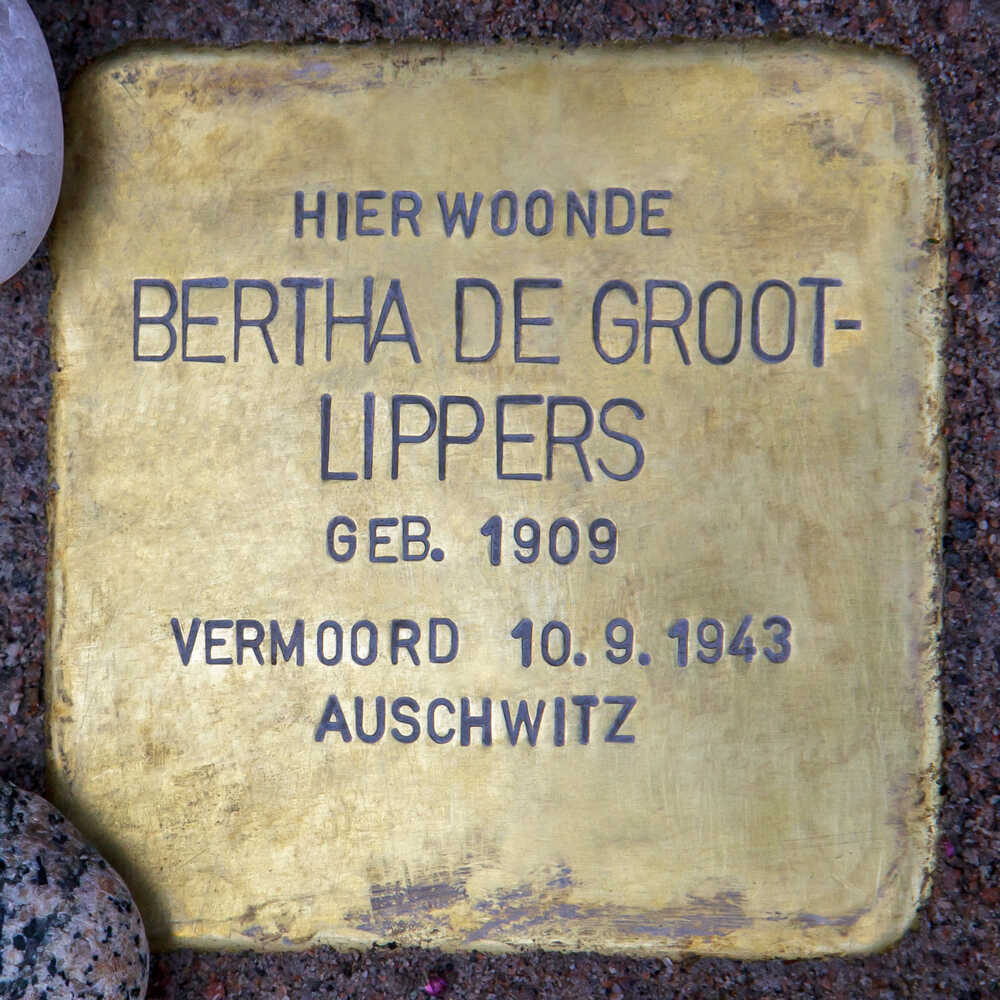 HIER WOONDE
BERTHA DE GROOT-
LIPPERS
GEB. 1909
VERMOORD 10.9.1943
AUSCHWITZ